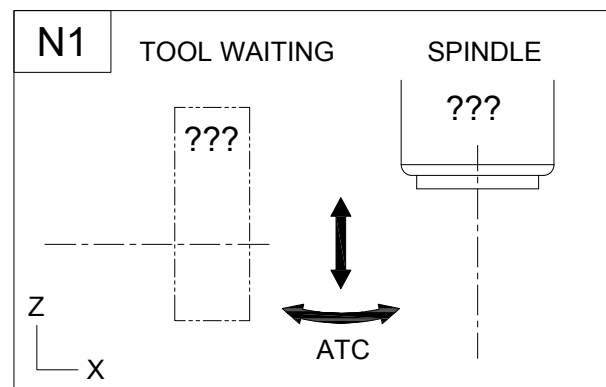 N1
TOOL WAITING
SPINDLE
???
???
Z
X
ATC